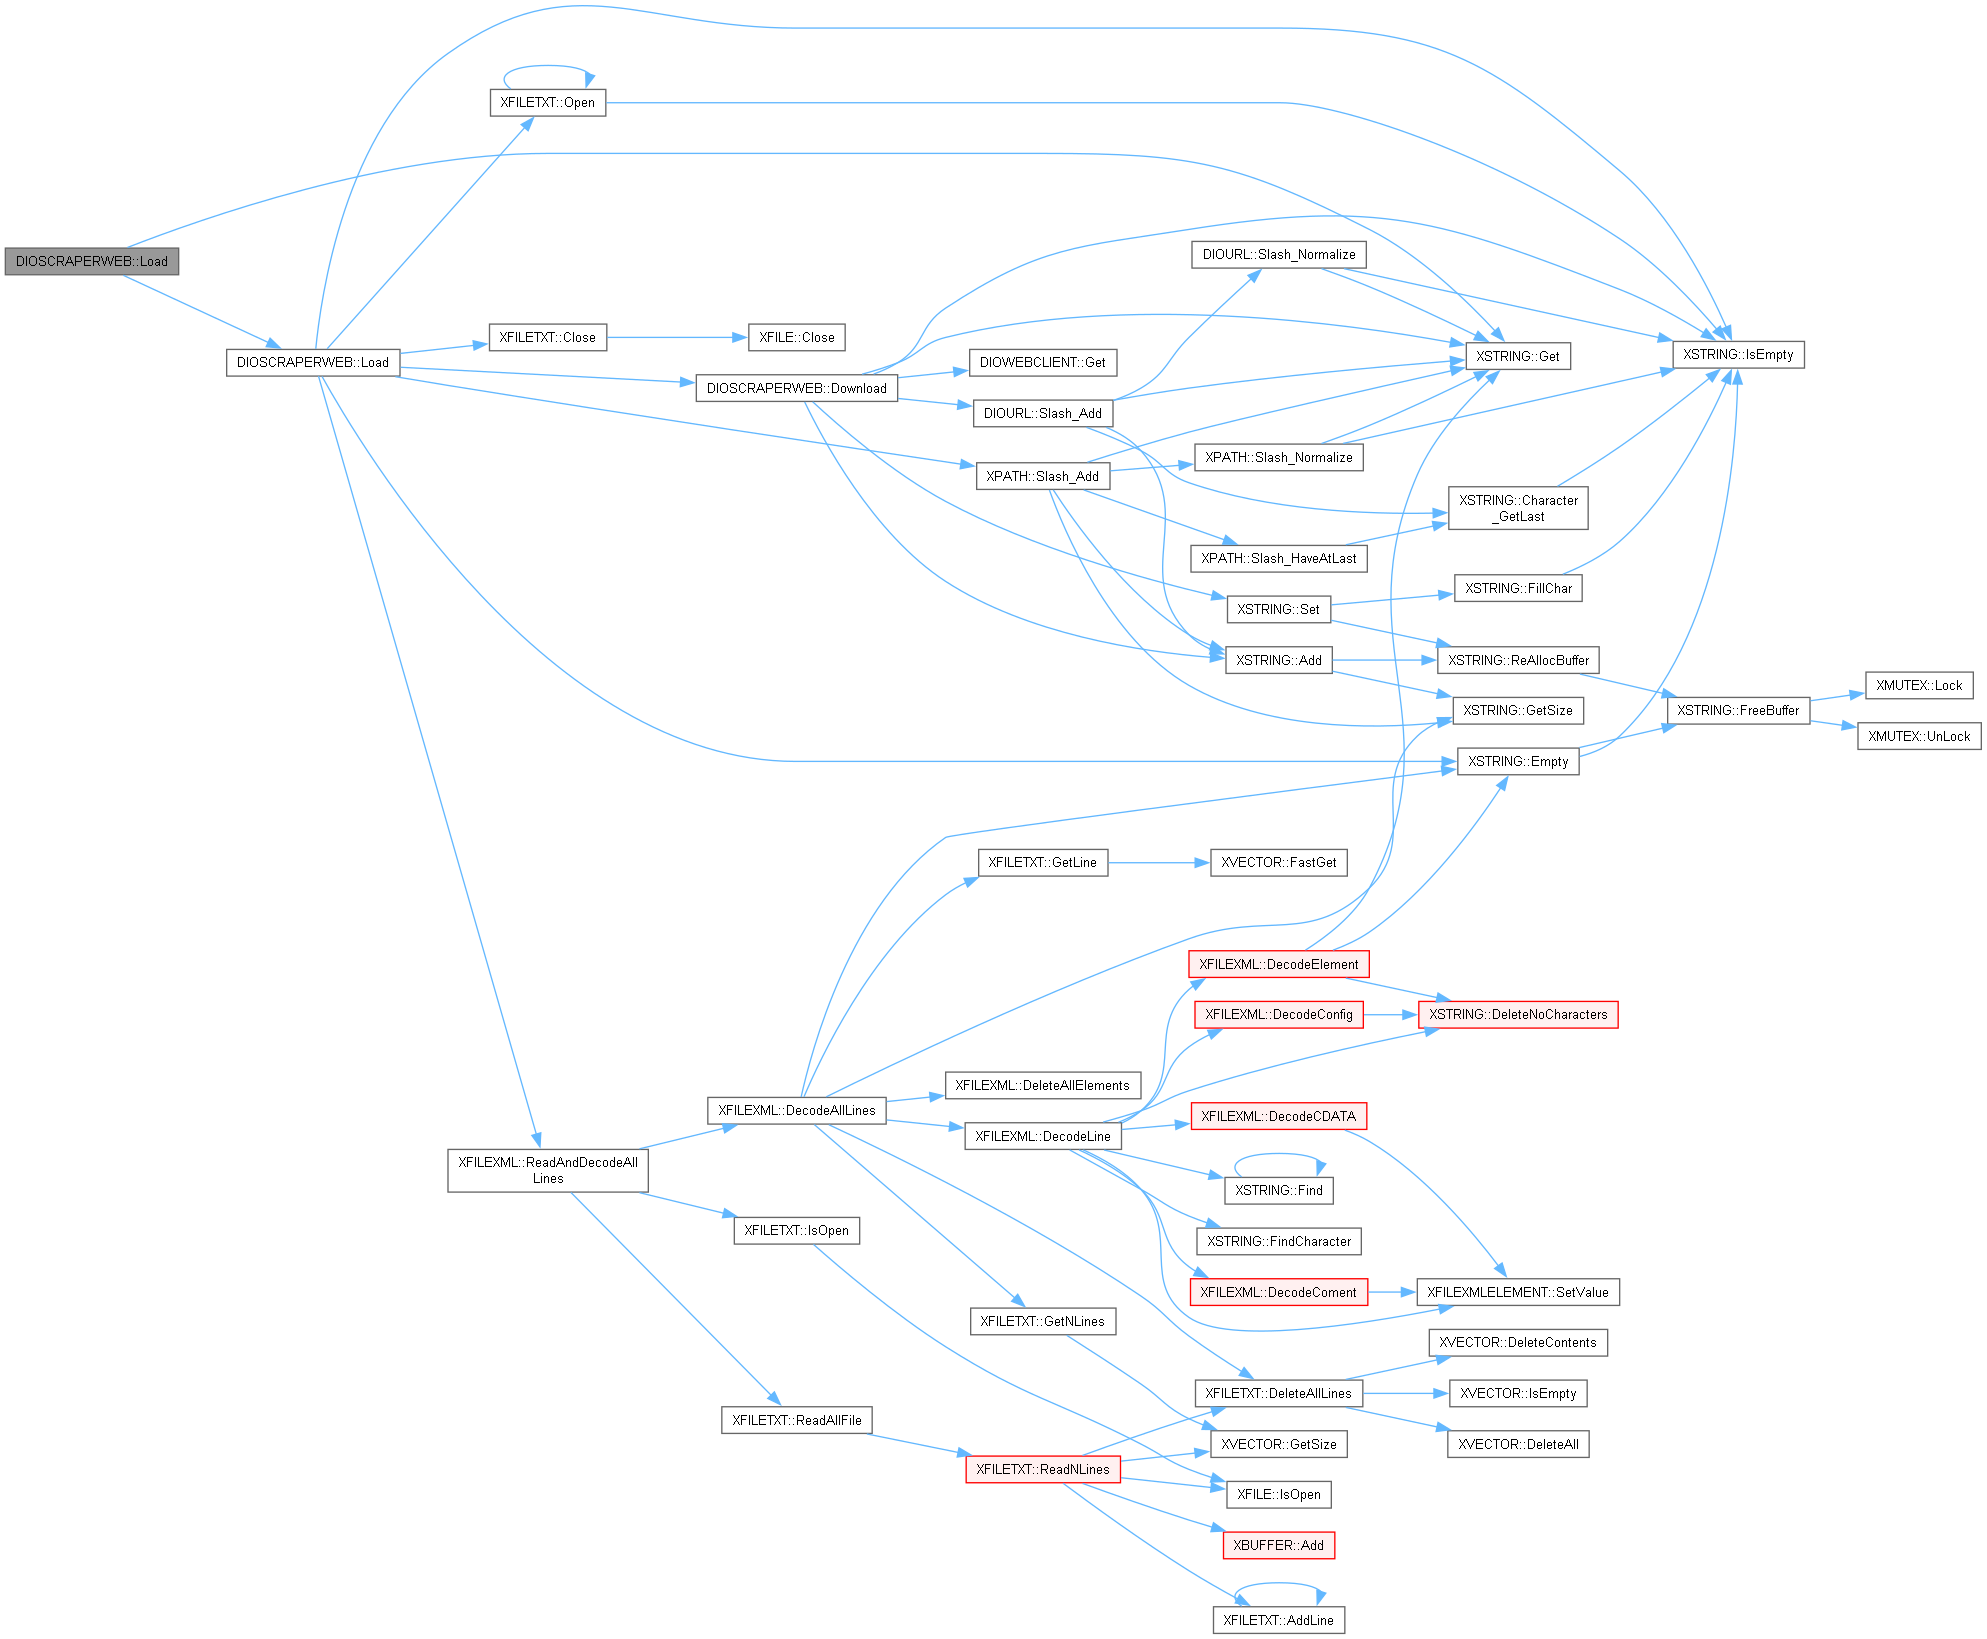 XFILETXT::Open
DIOSCRAPERWEB::Load
DIOURL::Slash_Normalize
XFILETXT::Close
XFILE::Close
DIOSCRAPERWEB::Load
DIOWEBCLIENT::Get
XSTRING::Get
XSTRING::IsEmpty
DIOSCRAPERWEB::Download
DIOURL::Slash_Add
XPATH::Slash_Normalize
XPATH::Slash_Add
XSTRING::Character
_GetLast
XPATH::Slash_HaveAtLast
XSTRING::FillChar
XSTRING::Set
XSTRING::Add
XSTRING::ReAllocBuffer
XMUTEX::Lock
XSTRING::GetSize
XSTRING::FreeBuffer
XMUTEX::UnLock
XSTRING::Empty
XFILETXT::GetLine
XVECTOR::FastGet
XFILEXML::DecodeElement
XFILEXML::DecodeConfig
XSTRING::DeleteNoCharacters
XFILEXML::DeleteAllElements
XFILEXML::DecodeAllLines
XFILEXML::DecodeCDATA
XFILEXML::DecodeLine
XFILEXML::ReadAndDecodeAll
Lines
XSTRING::Find
XFILETXT::IsOpen
XSTRING::FindCharacter
XFILEXML::DecodeComent
XFILEXMLELEMENT::SetValue
XFILETXT::GetNLines
XVECTOR::DeleteContents
XFILETXT::DeleteAllLines
XVECTOR::IsEmpty
XFILETXT::ReadAllFile
XVECTOR::GetSize
XVECTOR::DeleteAll
XFILETXT::ReadNLines
XFILE::IsOpen
XBUFFER::Add
XFILETXT::AddLine